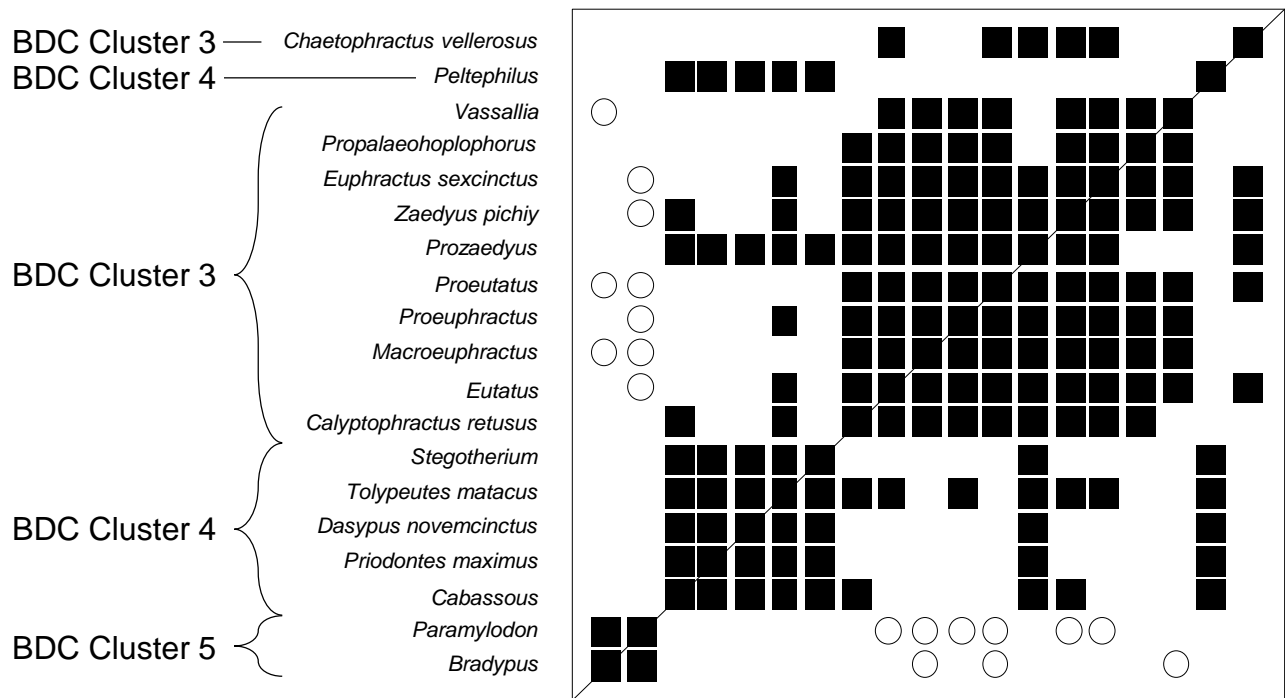 BDC Cluster 3 Chaetophractus vellerosus
BDC Cluster 4 Peltephilus
Vassallia
Propalaeohoplophorus
Euphractus sexcinctus
Zaedyus pichiy
Prozaedyus
BDC Cluster 3
Proeutatus
Proeuphractus
Macroeuphractus
Eutatus
Calyptophractus retusus
Stegotherium
Tolypeutes matacus
BDC Cluster 4
Dasypus novemcinctus
Priodontes maximus
Cabassous
Paramylodon
BDC Cluster 5
Bradypus